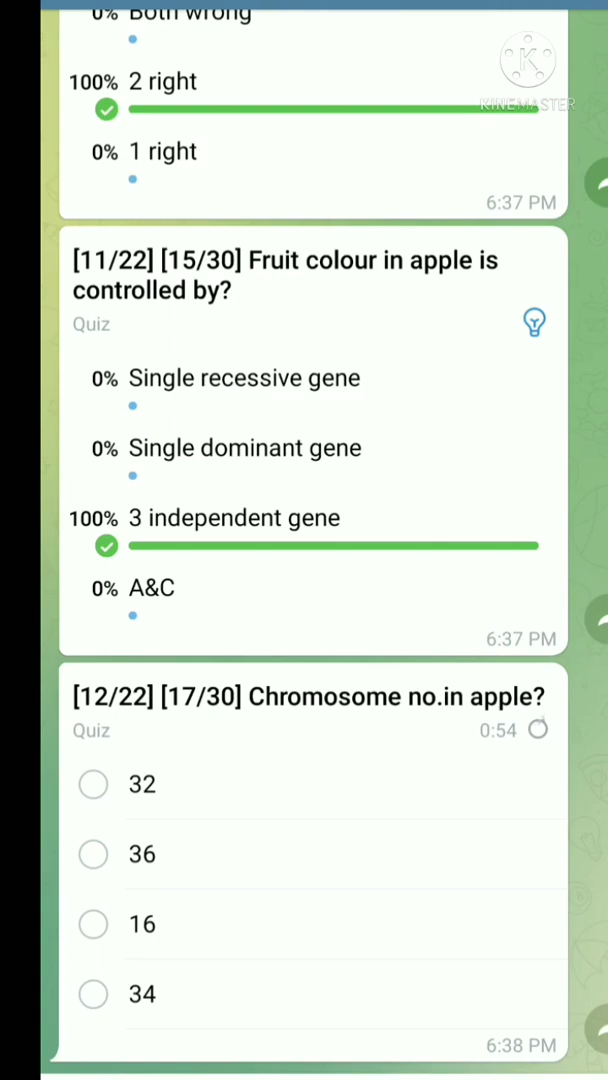 0% Both wrong
100% 2 right
K
KINEMASTER
0% 1 right
6:37 PM
[11/22] [15/30] Fruit colour in apple is
controlled by?
Quiz
0% Single recessive gene
0% Single dominant gene
100% 3 independent gene
0% A&C
6:37 PM
[12/22] [17/30] Chromosome no.in apple?
Quiz
0:54
32
36
16
34
6:38 PM